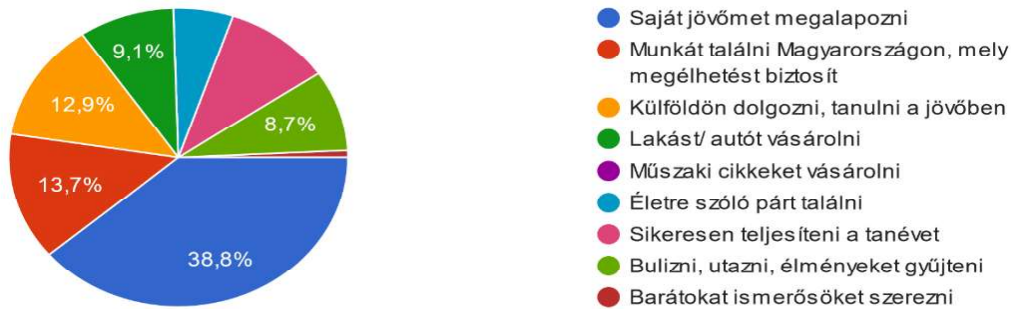 9,1%
12,9%
8,7%
13,7%
38,8%
Saját jövőmet megalapozni
Munkát találni Magyarországon, mely
megélhetést biztosít
Külföldön dolgozni, tanulni a jövőben
Lakást/ autót vásárolni
Műszaki cikkeket vásárolni
Életre szóló párt találni
Sikeresen teljesíteni a tanévet
Bulizni, utazni, élményeket gyűjteni
Barátokat ismerősöket szerezni